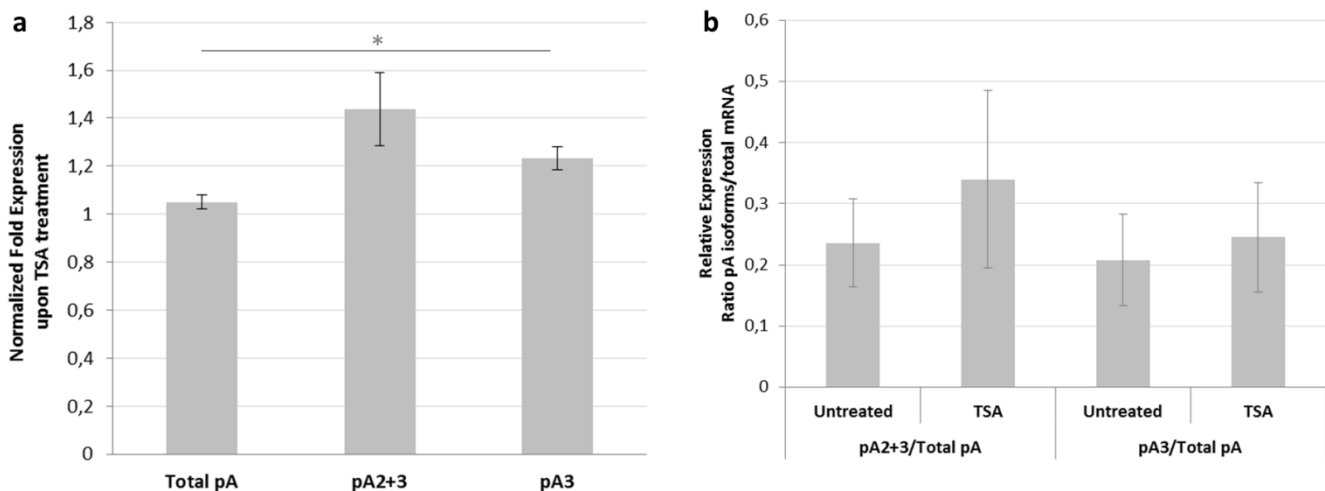 a
Normalized Fold Expression
upon TSA treatment
1,8
1,6
1,4
1,2
1
0,8
0,6
0,4
0,2
0
*
Total pA pA2+3 pA3
b
Relative Expression
Ratio pA isoforms/total mRNA
0,6
0,5
0,4
0,3
0,2
0,1
0
Untreated TSA Untreated TSA
pA2+3/Total pA pA3/Total pA